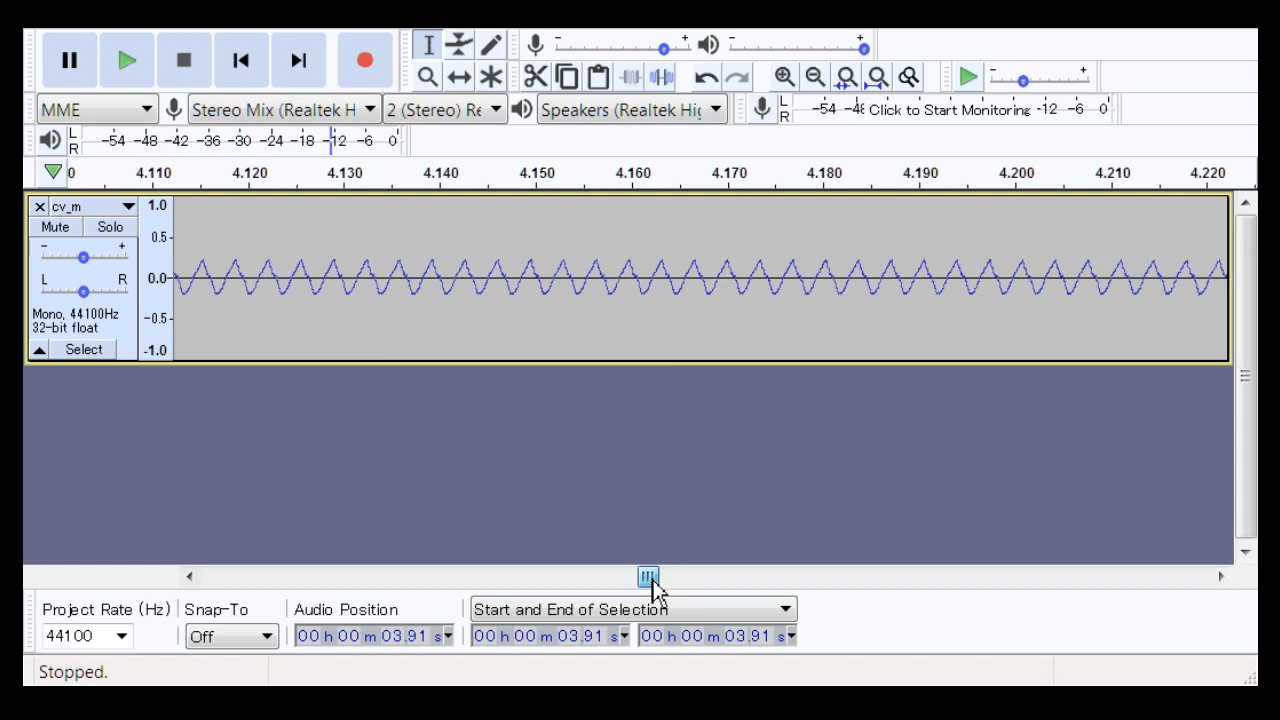 MME
Stereo Mix (Realtek H
2 (Stereo) Re
Speakers (Realtek Hig
L
R
-54 -48 Click to Start Monitoring -12 -6 0
L
R
-54 -48 -42 -36 -30 -24 -18 -12 -6 0
0 4.110 4.120 4.130 4.140 4.150 4.160 4.170 4.180 4.190 4.200 4.210 4.220
cv_m
Mute Solo
- +
L R
Mono, 44100Hz
32-bit float
Select
1.0
0.5-
0.0-
-0.5-
-1.0
Project Rate (Hz) Snap-To Audio Position Start and End of Selection
44100 Off 00 h 00 m 03.91 s 00 h 00 m 03.91 s 00 h 00 m 03.91 s
Stopped.